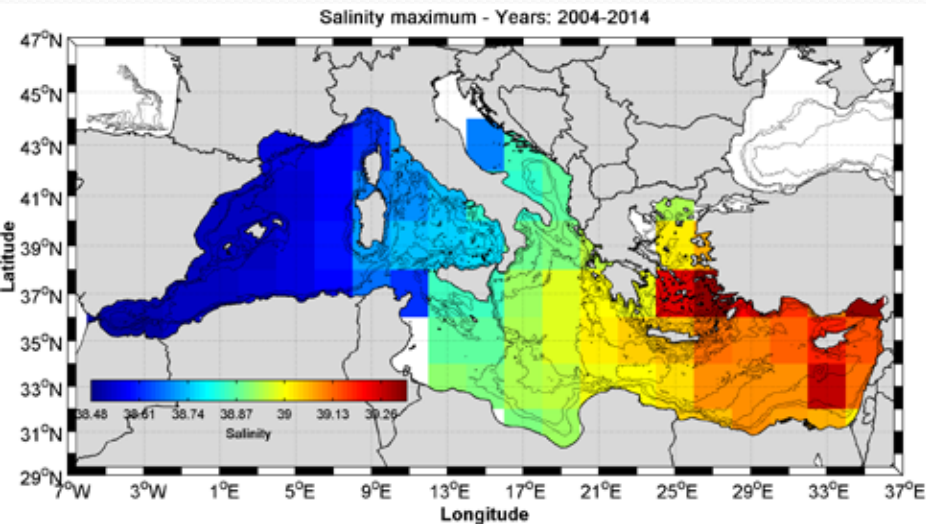 Salinity maximum - Years: 2004-2014
47°N
45°N
43°N
41°N
39°N
37°N
35°N
33°N
31°N
29°N
Latitude
38.48 38.61 38.74 38.87 39 39.13 39.26
Salinity
7°W 3°W 1°E 5°E 9°E 13°E 17°E 21°E 25°E 29°E 33°E 37°E
Longitude